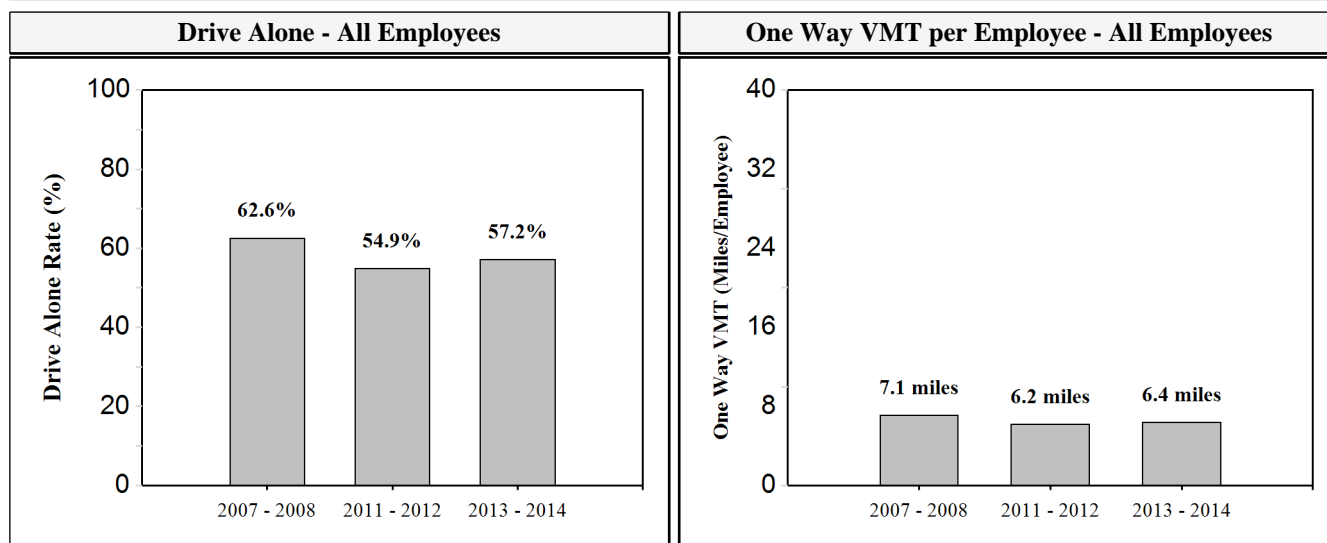 Drive Alone - All Employees
One Way VMT per Employee - All Employees
Drive Alone Rate (%)
100
80
60
40
20
0
62.6%
54.9%
57.2%
2007 - 2008
2011 - 2012
2013 - 2014
One Way VMT (Miles/Employee)
40
32
24
16
8
0
7.1 miles
6.2 miles
6.4 miles
2007 - 2008
2011 - 2012
2013 - 2014